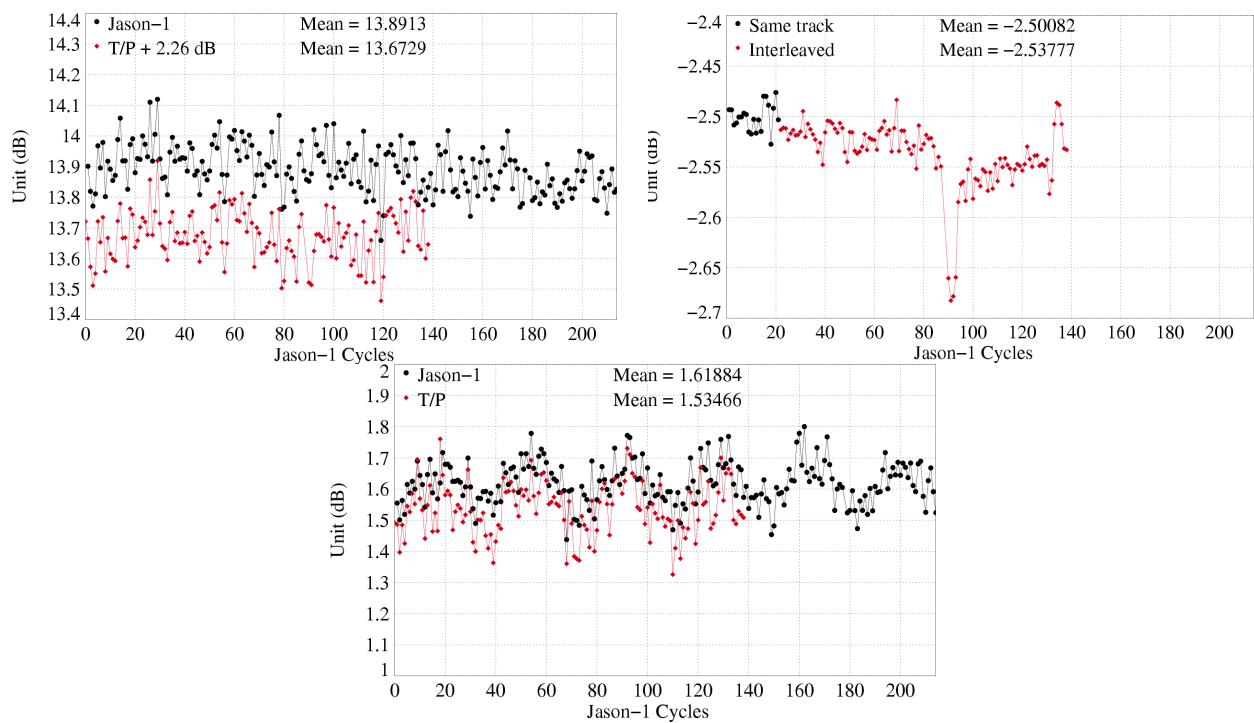 14.4
Jason−1 Mean = 13.8913
14.3
T/P + 2.26 dB Mean = 13.6729
14.2
14.1
14
13.9
13.8
13.7
13.6
13.5
13.4
Unit (dB)
0 20 40 60 80 100 120 140 160 180 200
Jason−1 Cycles
−2.4
Same track Mean = −2.50082
Interleaved Mean = −2.53777
−2.45
−2.5
−2.55
−2.6
−2.65
−2.7
Unit (dB)
0 20 40 60 80 100 120 140 160 180 200
Jason−1 Cycles
2
Jason−1 Mean = 1.61884
1.9
T/P Mean = 1.53466
1.8
1.7
1.6
1.5
1.4
1.3
1.2
1.1
1
Unit (dB)
0 20 40 60 80 100 120 140 160 180 200
Jason−1 Cycles